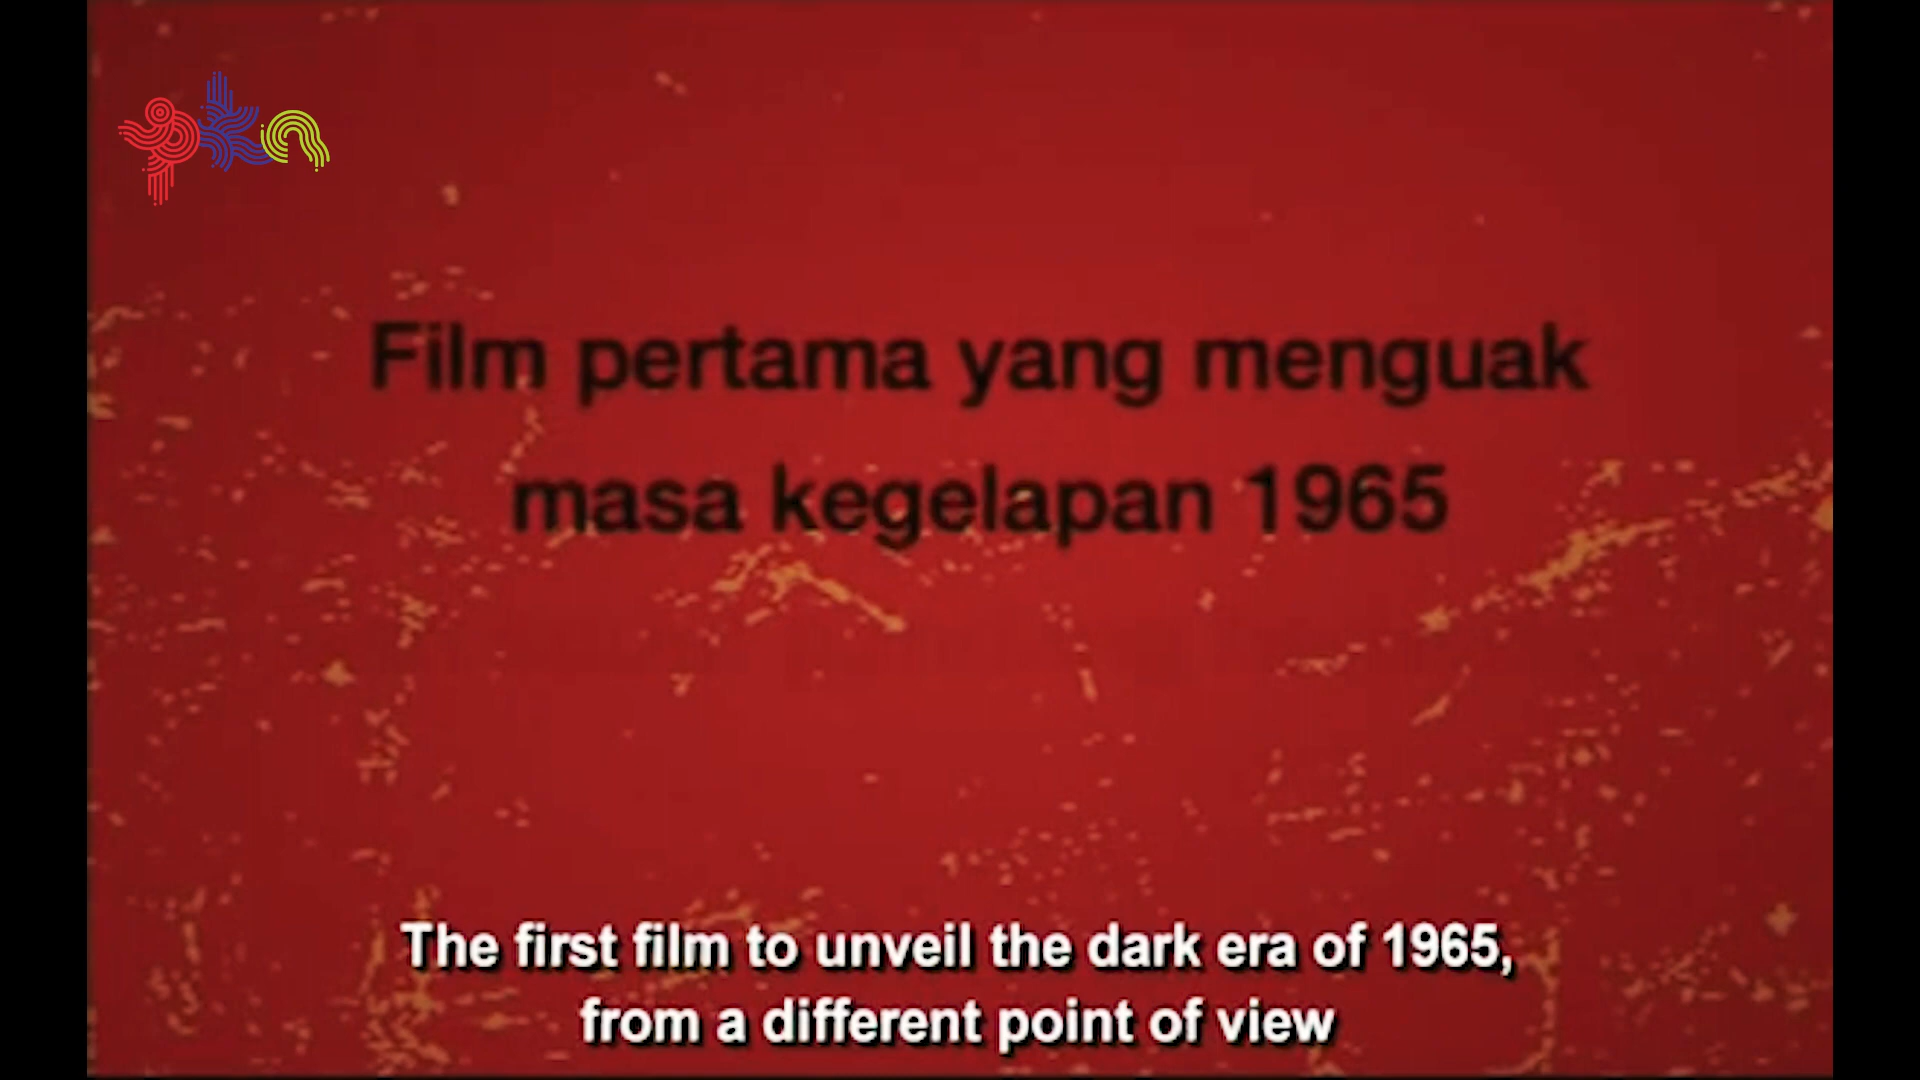 pkn
Film pertama yang menguak
masa kegelapan 1965
The first film to unveil the dark era of 1965,
from a different point of view